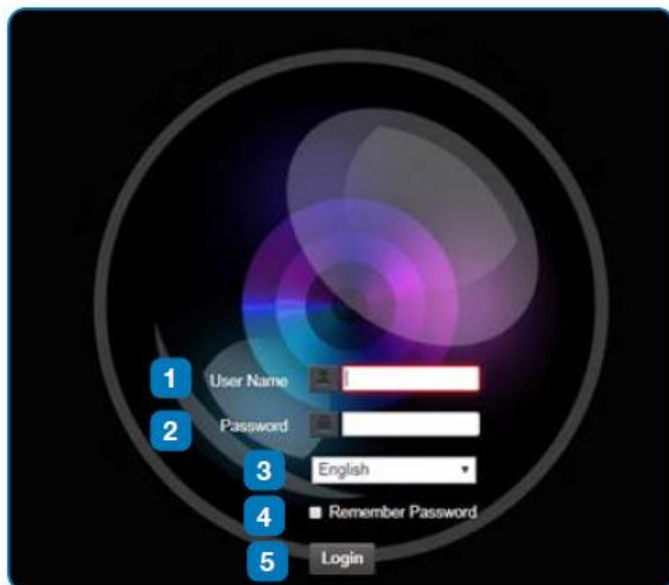 1 User Name
2 Password
3 English
4 Remember Password
5 Login